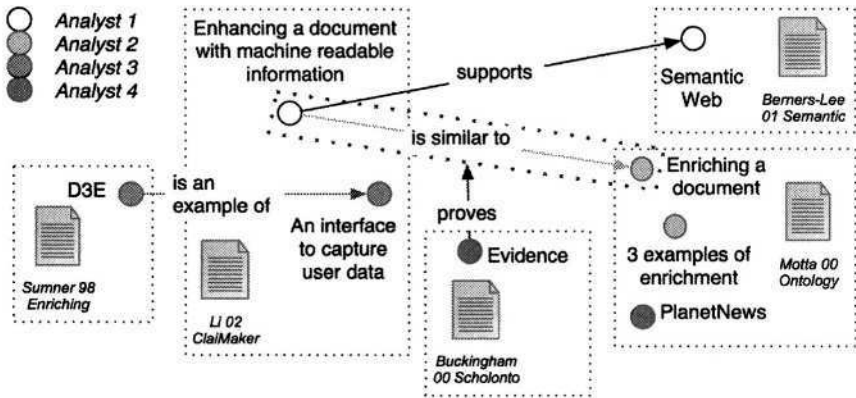 Analyst 1
Analyst 2
Analyst 3
Analyst 4
Enhancing a document
with machine readable
information
supports
Semantic
Web
Berners-Lee
01 Semantic
is similar to
D3E
is an
example of
Sumner 98
Enriching
An interface
to capture
user data
Li 02
ClaiMaker
proves
Evidence
Buckingham
00 Scholonto
Enriching a
document
3 examples of
enrichment
PlanetNews
Motta 00
Ontology